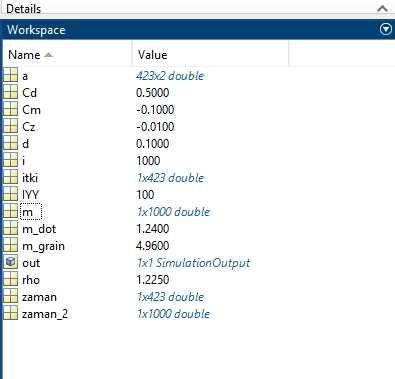 Details
Workspace
Name Value
a 423x2 double
Cd 0.5000
Cm -0.1000
Cz -0.0100
d 0.1000
i 1000
itki 1x423 double
IYY 100
m 1x1000 double
m_dot 1.2400
m_grain 4.9600
out 1x1 SimulationOutput
rho 1.2250
zaman 1x423 double
zaman_2 1x1000 double